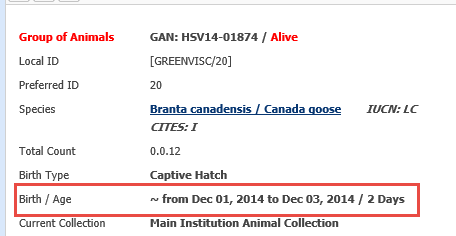 Group of Animals GAN: HSV14-01874 / Alive
Local ID [GREENVISC/20]
Preferred ID 20
Species Branta canadensis / Canada goose IUCN: LC
CITES: I
Total Count 0.0.12
Birth Type Captive Hatch
Birth / Age ~ from Dec 01, 2014 to Dec 03, 2014 / 2 Days
Current Collection Main Institution Animal Collection